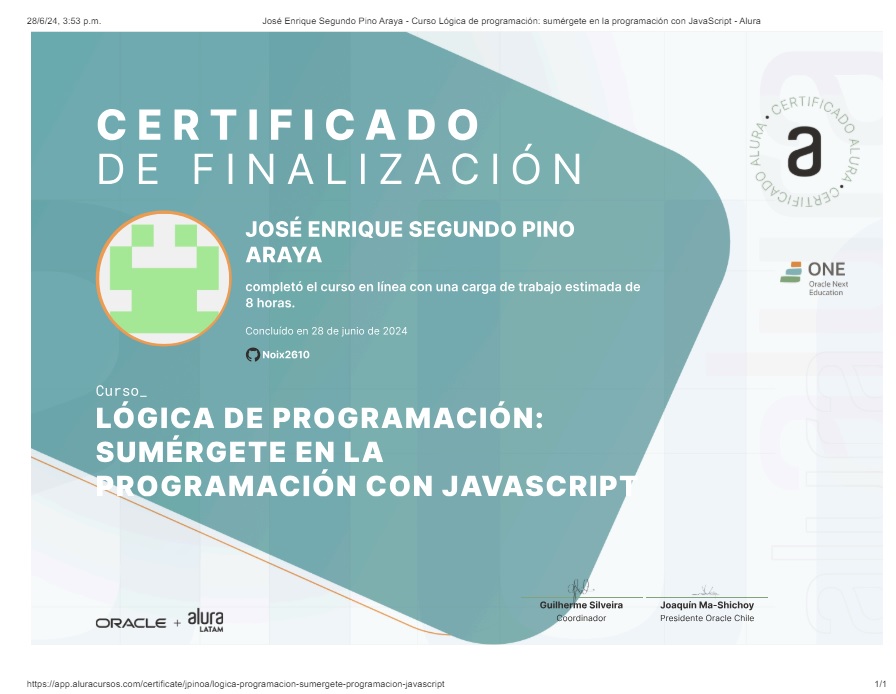 28/6/24, 3:53 p.m.
José Enrique Segundo Pino Araya - Curso Lógica de programación: sumérgete en la programación con JavaScript - Alura
CERTIFICADO
DE FINALIZACIÓN
CERTIFICADO ALURA • CERTIFICADO ALURA •
a
JOSÉ ENRIQUE SEGUNDO PINO
ARAYA
completó el curso en línea con una carga de trabajo estimada de
8 horas.
Concluído en 28 de junio de 2024
Noix2610
ONE
Oracle Next
Education
Curso_
LÓGICA DE PROGRAMACIÓN:
SUMÉRGETE EN LA
PROGRAMACIÓN CON JAVASCRIPT
ORACLE + alura
LATAM
Guilherme Silveira
Coordinador
Joaquín Ma-Shichoy
Presidente Oracle Chile
https://app.aluracursos.com/certificate/jpinoa/logica-programacion-sumergete-programacion-javascript
1/1